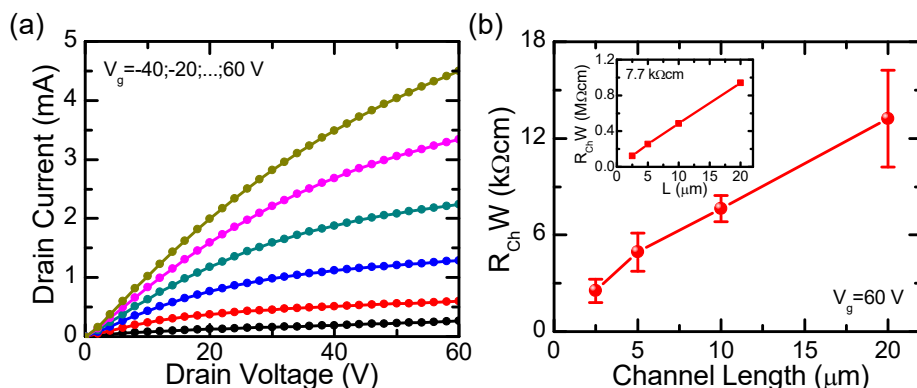 (a)
V_g=-40;-20;...;60 V
Drain Current (mA)
5
4
3
2
1
0
0
20
40
60
Drain Voltage (V)
(b)
R_Ch W (kΩcm)
18
12
6
0
5
10
15
20
Channel Length (μm)
V_g=60 V
7.7 kΩcm
R_Ch W (MΩcm)
1.2
0.8
0.4
0.0
0
5
10
15
20
L (μm)